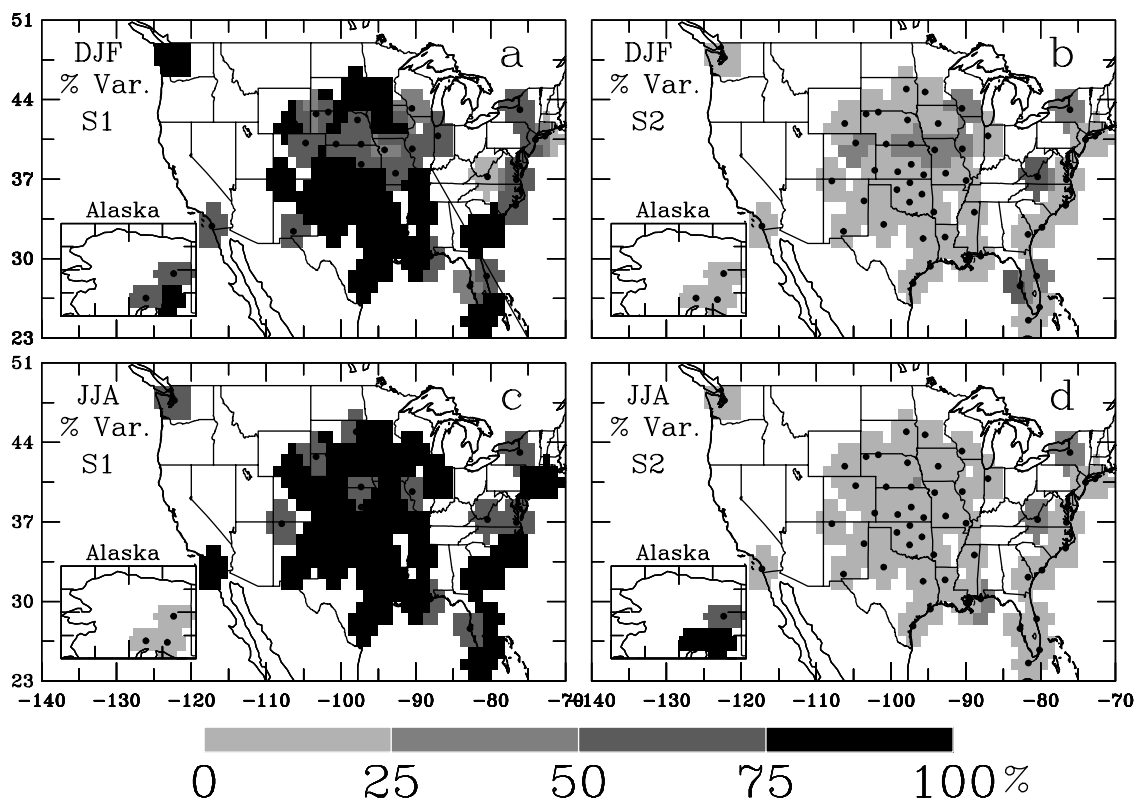 51
44
37
30
23
DJF
% Var.
S1
a
Alaska
DJF
% Var.
S2
b
Alaska
51
44
37
30
23
JJA
% Var.
S1
c
Alaska
JJA
% Var.
S2
d
Alaska
-140 -130 -120 -110 -100 -90 -80 -70
-140 -130 -120 -110 -100 -90 -80 -70
0 25 50 75 100%